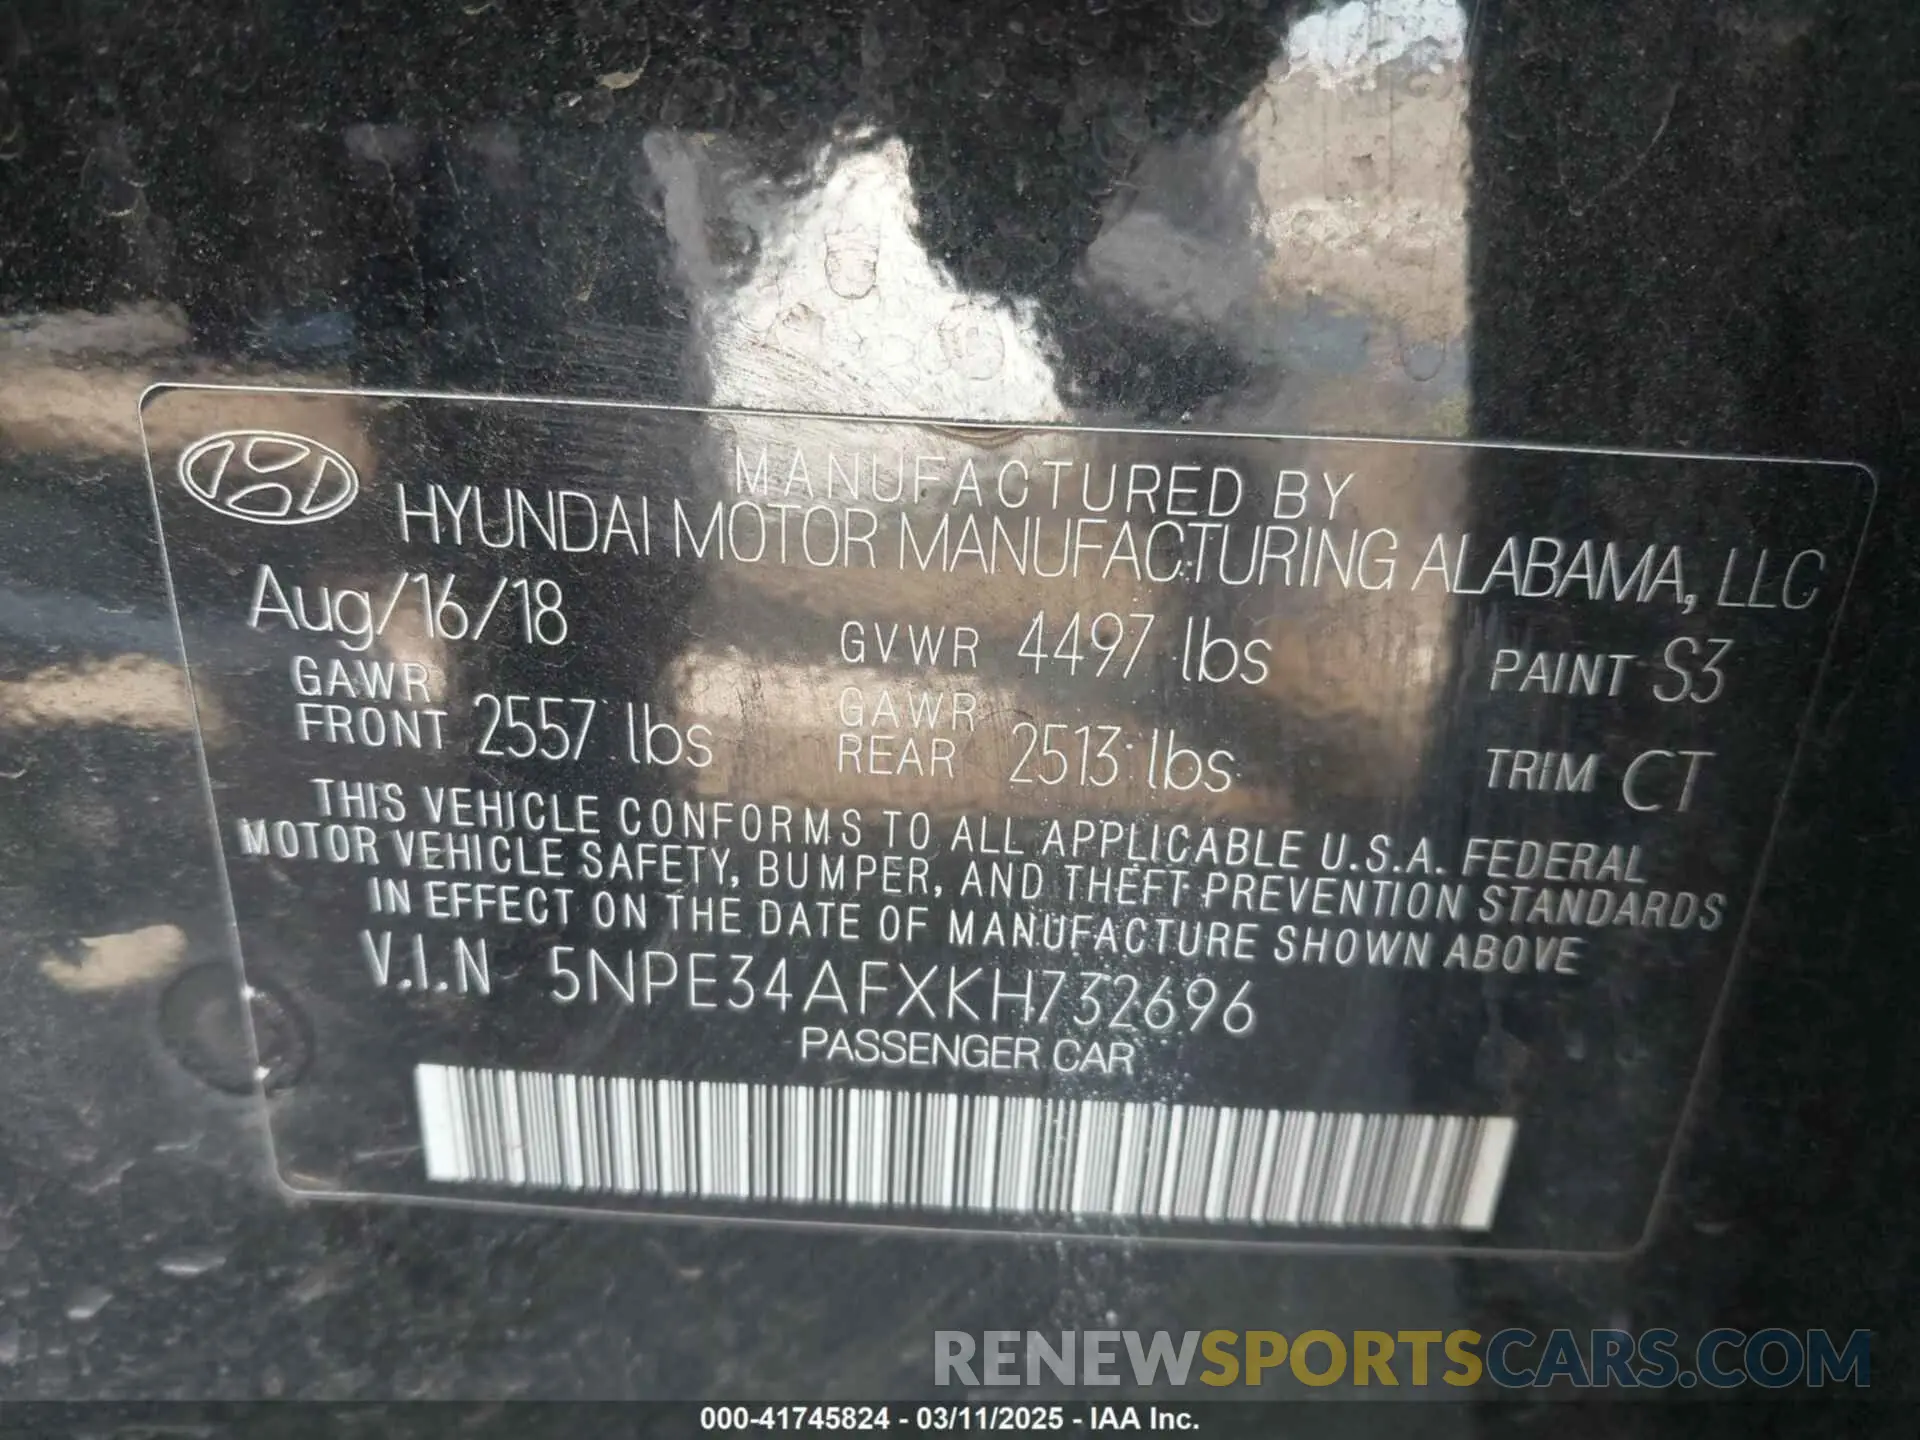 MANUFACTURED BY
HYUNDAI MOTOR MANUFACTURING ALABAMA, LLC
Aug/16/18 GVWR 4497 lbs PAINT S3
GAWR FRONT 2557 lbs GAWR REAR 2513 lbs TRIM CT
THIS VEHICLE CONFORMS TO ALL APPLICABLE U.S.A. FEDERAL
MOTOR VEHICLE SAFETY, BUMPER, AND THEFT PREVENTION STANDARDS
IN EFFECT ON THE DATE OF MANUFACTURE SHOWN ABOVE
V.I.N 5NPE34AFXKH732696
PASSENGER CAR
RENEWSPORTSCARS.COM
000-41745824 - 03/11/2025 - IAA Inc.